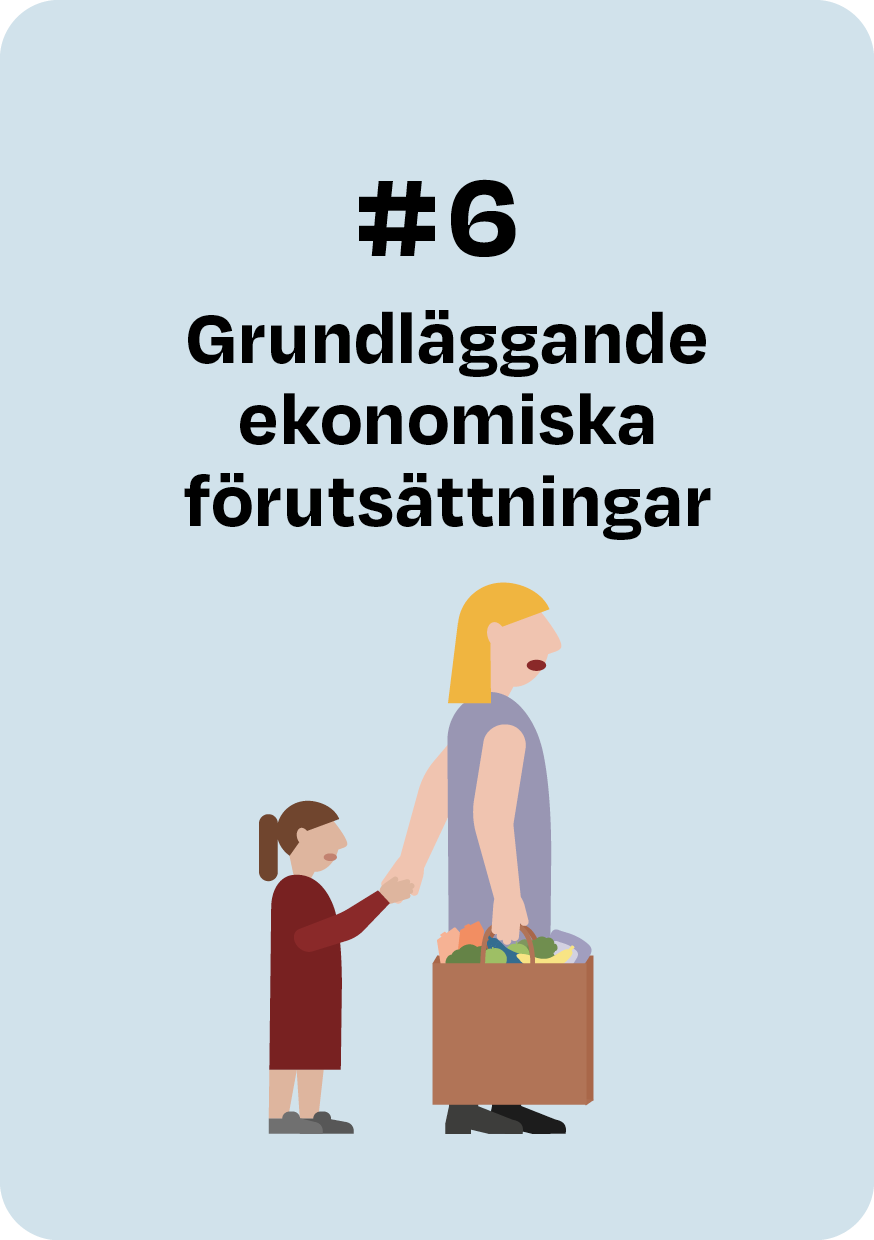 #6
Grundläggande
ekonomiska
förutsättningar